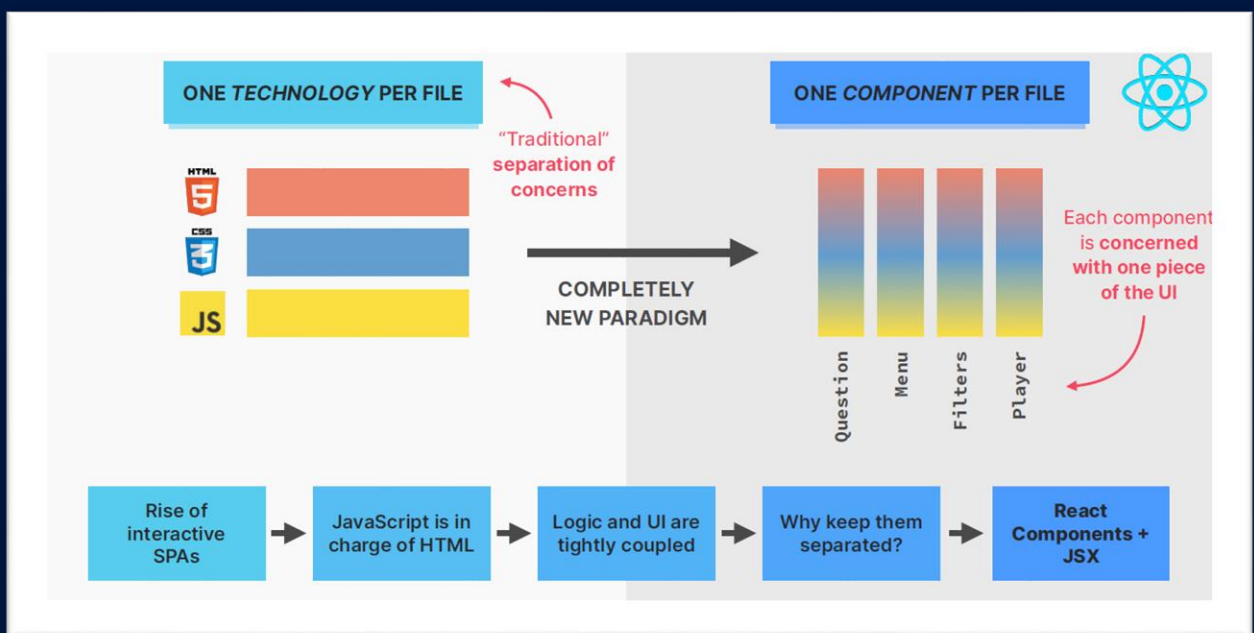 ONE TECHNOLOGY PER FILE
“Traditional”
separation of
concerns
HTML
5
CSS
3
JS
COMPLETELY
NEW PARADIGM
ONE COMPONENT PER FILE
Question
Menu
Filters
Player
Each component
is concerned
with one piece
of the UI
Rise of
interactive
SPAs
JavaScript is in
charge of HTML
Logic and UI are
tightly coupled
Why keep them
separated?
React
Components +
JSX